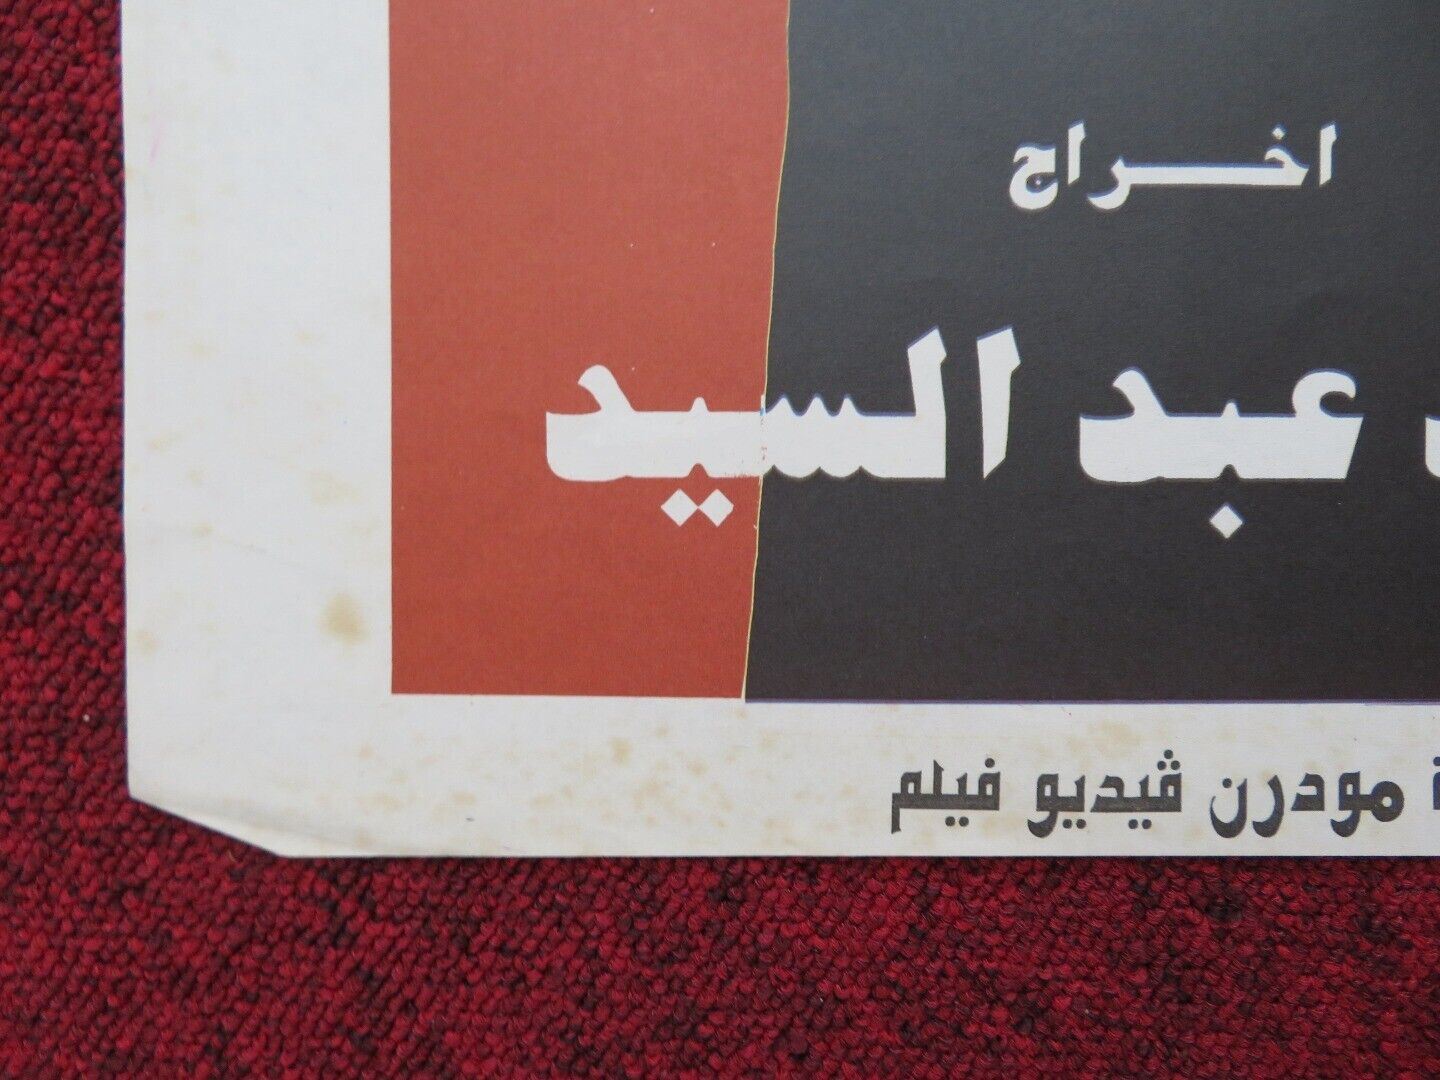 اخراج
عبد السيد
مودرن ڤيديو فيلم